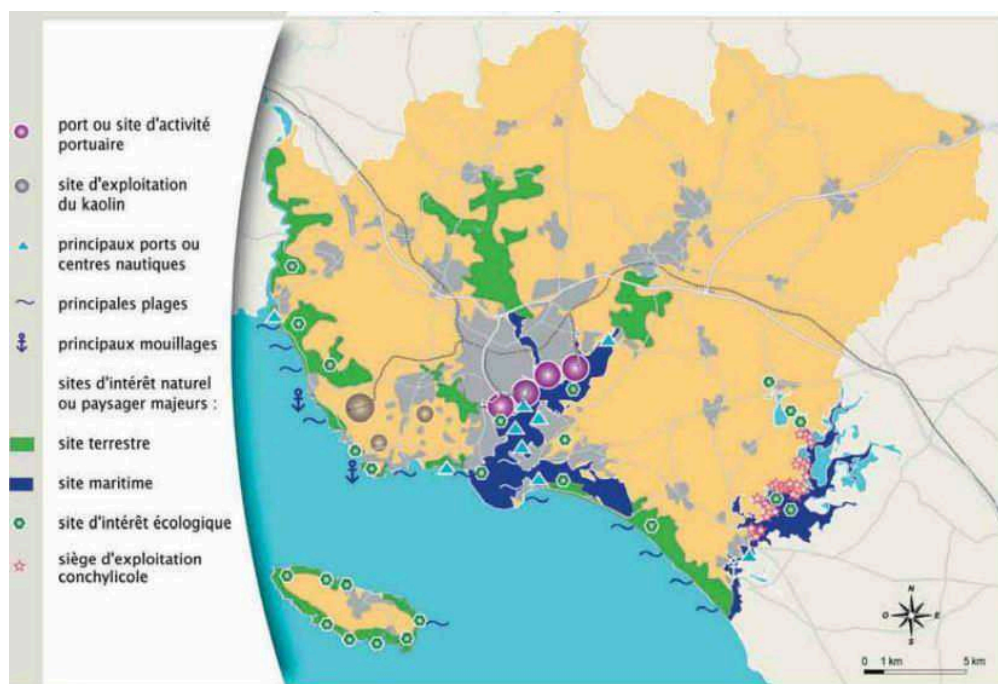 port ou site d'activité
portuaire
site d'exploitation
du kaolin
principaux ports ou
centres nautiques
principales plages
principaux mouillages
sites d'intérêt naturel
ou paysager majeurs :
site terrestre
site maritime
site d'intérêt écologique
siège d'exploitation
conchylicole
N
O E
S
0 1 km 5 km